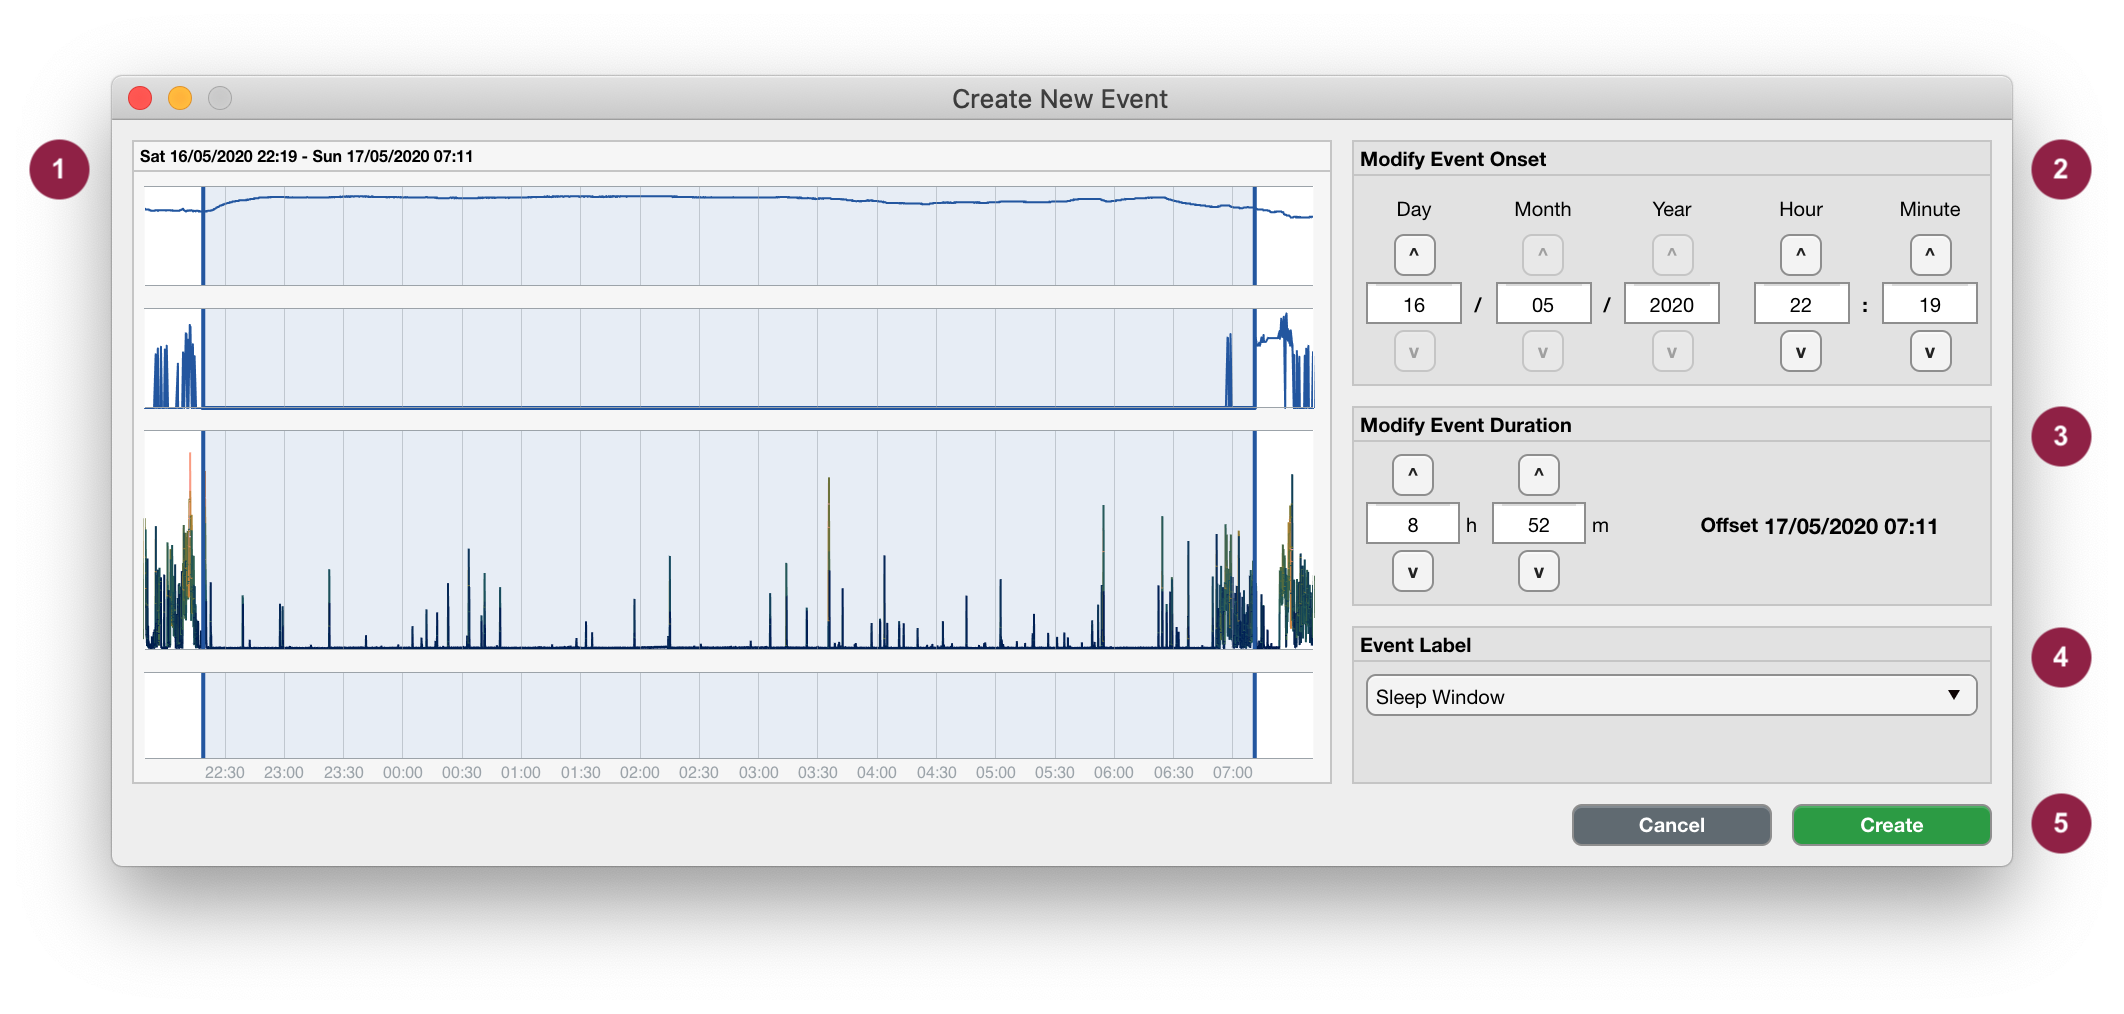 Create New Event
1
Sat 16/05/2020 22:19 - Sun 17/05/2020 07:11
22:30 23:00 23:30 00:00 00:30 01:00 01:30 02:00 02:30 03:00 03:30 04:00 04:30 05:00 05:30 06:00 06:30 07:00
Modify Event Onset
2
Day Month Year Hour Minute
^ ^ ^ ^ ^
16 / 05 / 2020 22 : 19
v v v v v
Modify Event Duration
3
^ ^
8 h 52 m Offset 17/05/2020 07:11
v v
Event Label
4
Sleep Window ▼
Cancel Create
5